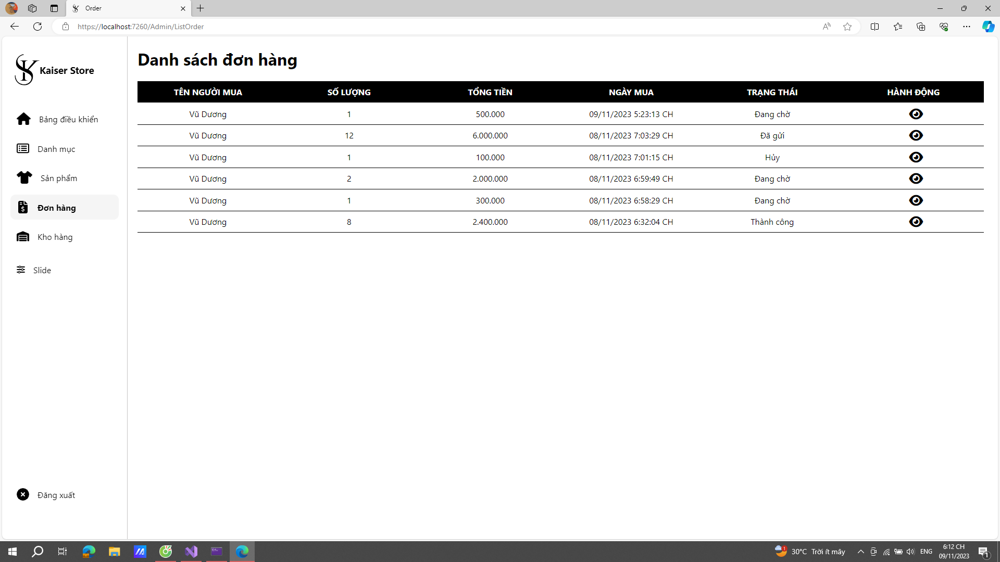 Order
https://localhost:7260/Admin/ListOrder
Kaiser Store
Bảng điều khiển
Danh mục
Sản phẩm
Đơn hàng
Kho hàng
Slide
Đăng xuất
Danh sách đơn hàng
TÊN NGƯỜI MUA SỐ LƯỢNG TỔNG TIỀN NGÀY MUA TRẠNG THÁI HÀNH ĐỘNG
Vũ Dương 1 500.000 09/11/2023 5:23:13 CH Đang chờ
Vũ Dương 12 6.000.000 08/11/2023 7:03:29 CH Đã gửi
Vũ Dương 1 100.000 08/11/2023 7:01:15 CH Hủy
Vũ Dương 2 2.000.000 08/11/2023 6:59:49 CH Đang chờ
Vũ Dương 1 300.000 08/11/2023 6:58:29 CH Đang chờ
Vũ Dương 8 2.400.000 08/11/2023 6:32:04 CH Thành công
1 30°C Trời ít mây ENG 6:12 CH
09/11/2023 1